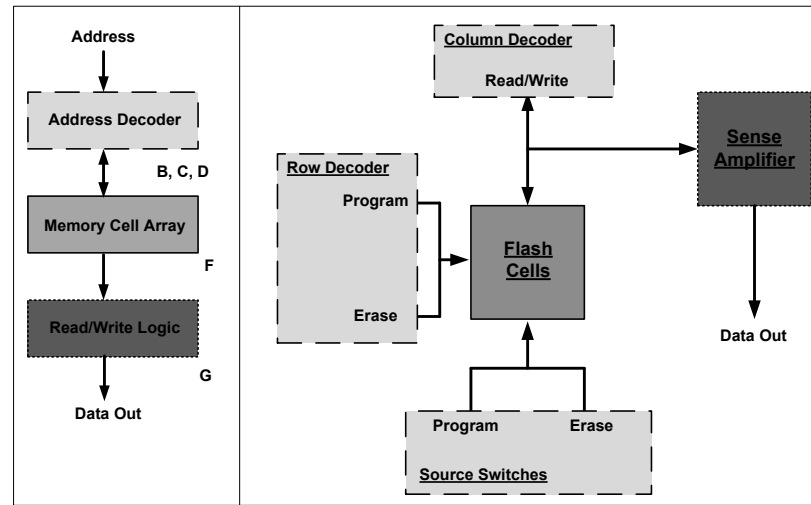 Address
Address Decoder
B, C, D
Memory Cell Array
F
Read/Write Logic
G
Data Out
Column Decoder
Read/Write
Sense
Amplifier
Row Decoder
Program
Erase
Flash
Cells
Data Out
Program Erase
Source Switches